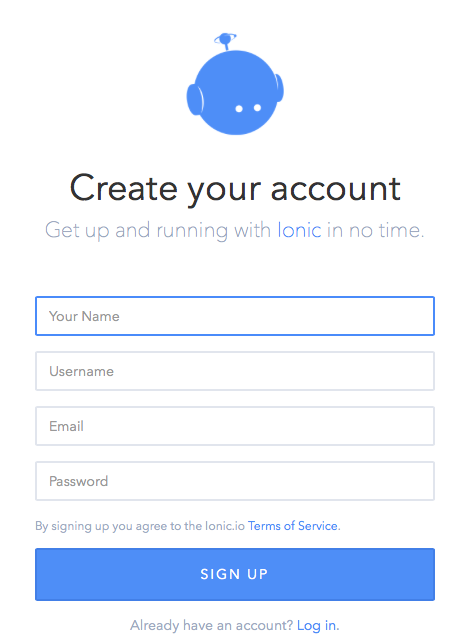 Create your account
Get up and running with Ionic in no time.
Your Name
Username
Email
Password
By signing up you agree to the Ionic.io Terms of Service.
SIGN UP
Already have an account? Log in.